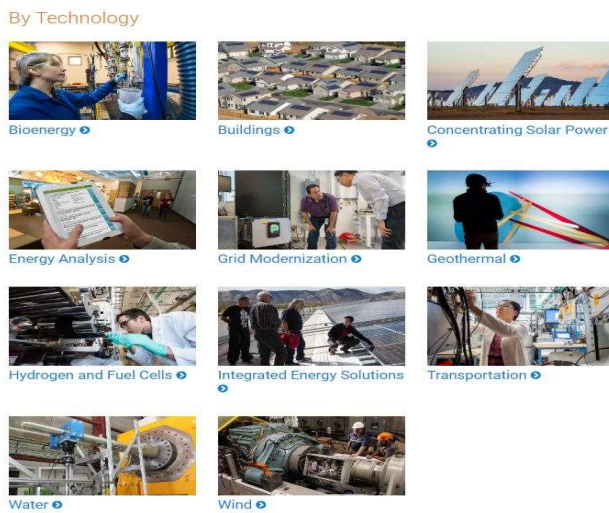 By Technology
Bioenergy
Buildings
Concentrating Solar Power
Energy Analysis
Grid Modernization
Geothermal
Hydrogen and Fuel Cells
Integrated Energy Solutions
Transportation
Water
Wind